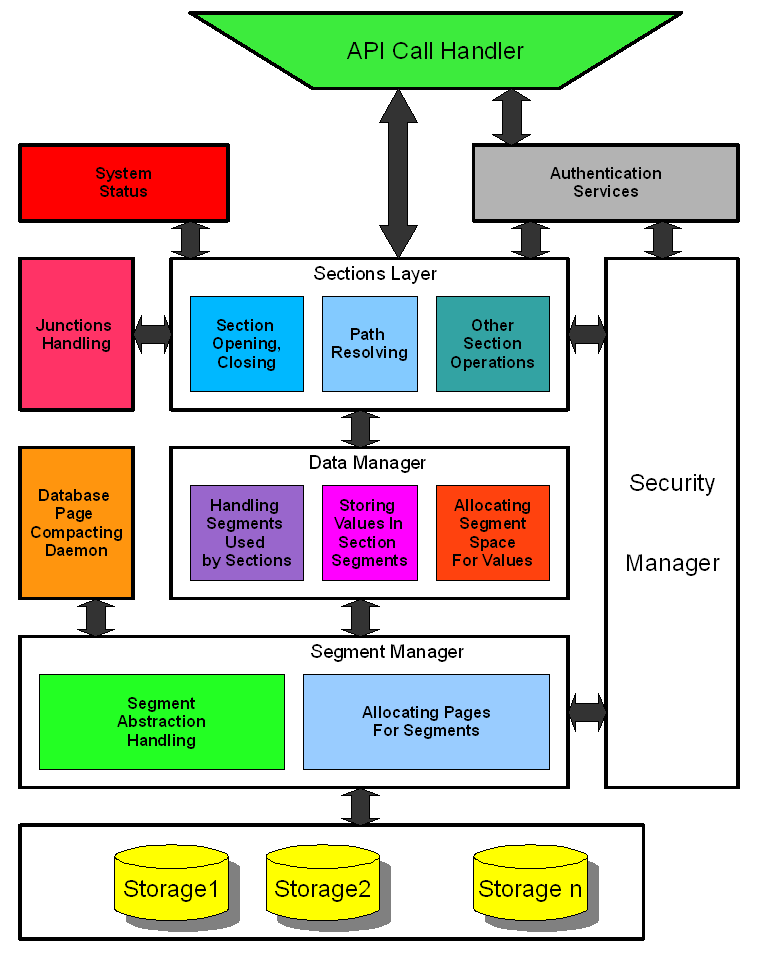 API Call Handler
System
Status
Authentication
Services
Sections Layer
Junctions
Handling
Section
Opening,
Closing
Path
Resolving
Other
Section
Operations
Security
Manager
Data Manager
Database
Page
Compacting
Daemon
Handling
Segments
Used
by Sections
Storing
Values In
Section
Segments
Allocating
Segment
Space
For Values
Segment Manager
Segment
Abstraction
Handling
Allocating Pages
For Segments
Storage1
Storage2
Storage n